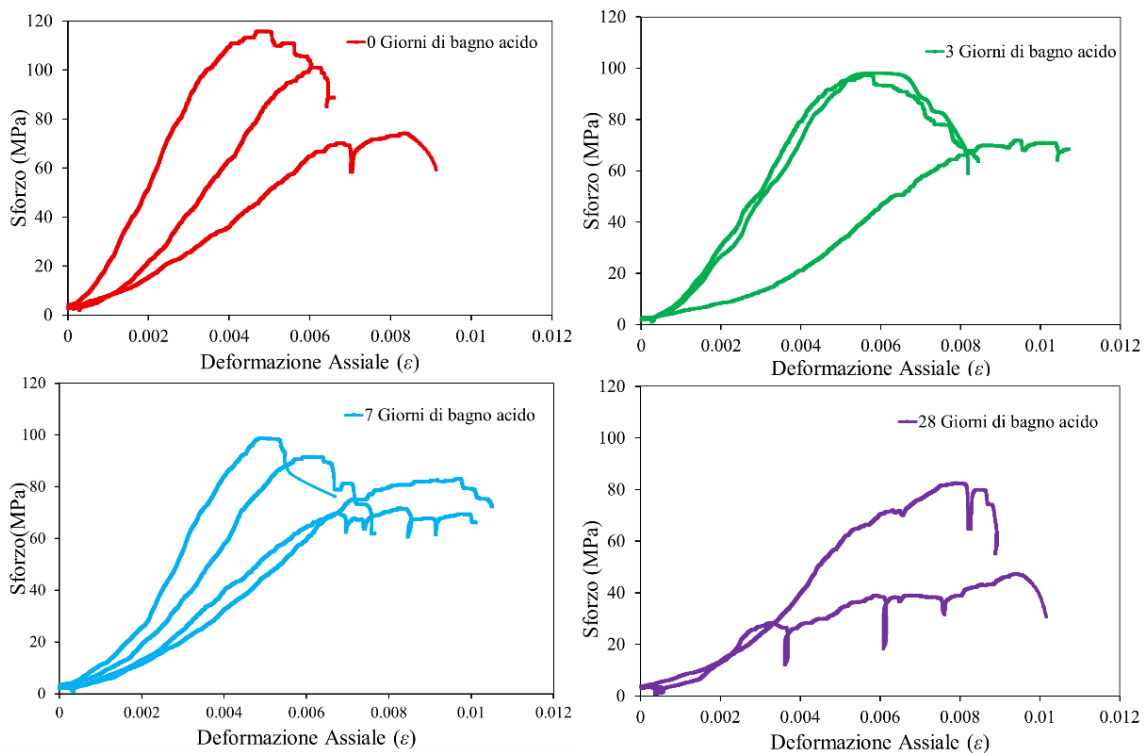 120
100
80
60
40
20
0
Sforzo (MPa)
0 Giorni di bagno acido
0 0.002 0.004 0.006 0.008 0.01 0.012
Deformazione Assiale (ε)
120
100
80
60
40
20
0
Sforzo (MPa)
3 Giorni di bagno acido
0 0.002 0.004 0.006 0.008 0.01 0.012
Deformazione Assiale (ε)
120
100
80
60
40
20
0
Sforzo(MPa)
7 Giorni di bagno acido
0 0.002 0.004 0.006 0.008 0.01 0.012
Deformazione Assiale (ε)
120
100
80
60
40
20
0
Sforzo (MPa)
28 Giorni di bagno acido
0 0.002 0.004 0.006 0.008 0.01 0.012
Deformazione Assiale (ε)